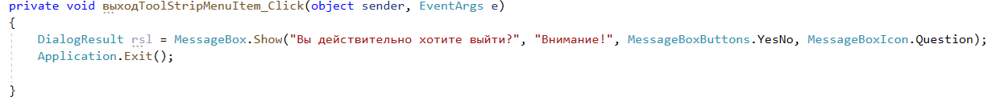 private void выходToolStripMenuItem_Click(object sender, EventArgs e)
{
DialogResult rsl = MessageBox.Show("Вы действительно хотите выйти?", "Внимание!", MessageBoxButtons.YesNo, MessageBoxIcon.Question);
Application.Exit();
}